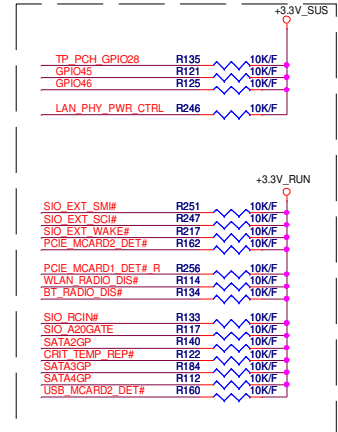 +3.3V_SUS
TP_PCH_GPIO28 R135 10K/F
GPIO45 R121 10K/F
GPIO46 R125 10K/F
LAN_PHY_PWR_CTRL R246 10K/F
+3.3V_RUN
SIO_EXT_SMI# R251 10K/F
SIO_EXT_SCI# R247 10K/F
SIO_EXT_WAKE# R217 10K/F
PCIE_MCARD2_DET# R162 10K/F
PCIE_MCARD1_DET#_R R256 10K/F
WLAN_RADIO_DIS# R114 10K/F
BT_RADIO_DIS# R134 10K/F
SIO_RCIN# R133 10K/F
SIO_A20GATE R117 10K/F
SATA2GP R140 10K/F
CRIT_TEMP_REP# R122 10K/F
SATA3GP R184 10K/F
SATA4GP R112 10K/F
USB_MCARD2_DET# R160 10K/F